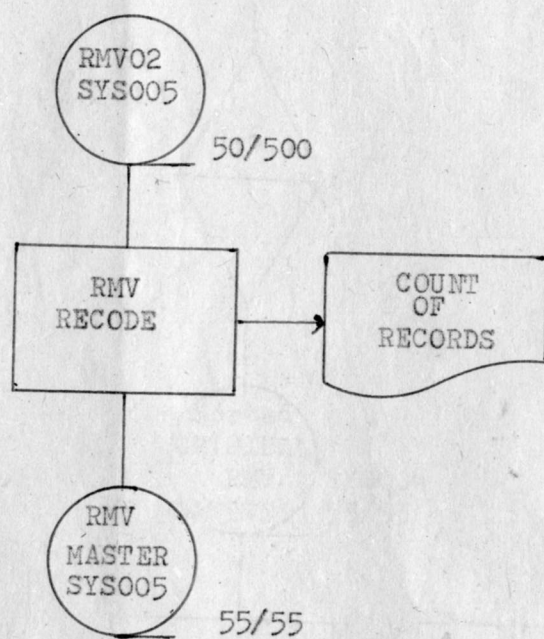 RMV02
SYS005
50/500
RMV
RECODE
COUNT
OF
RECORDS
RMV
MASTER
SYS005
55/55